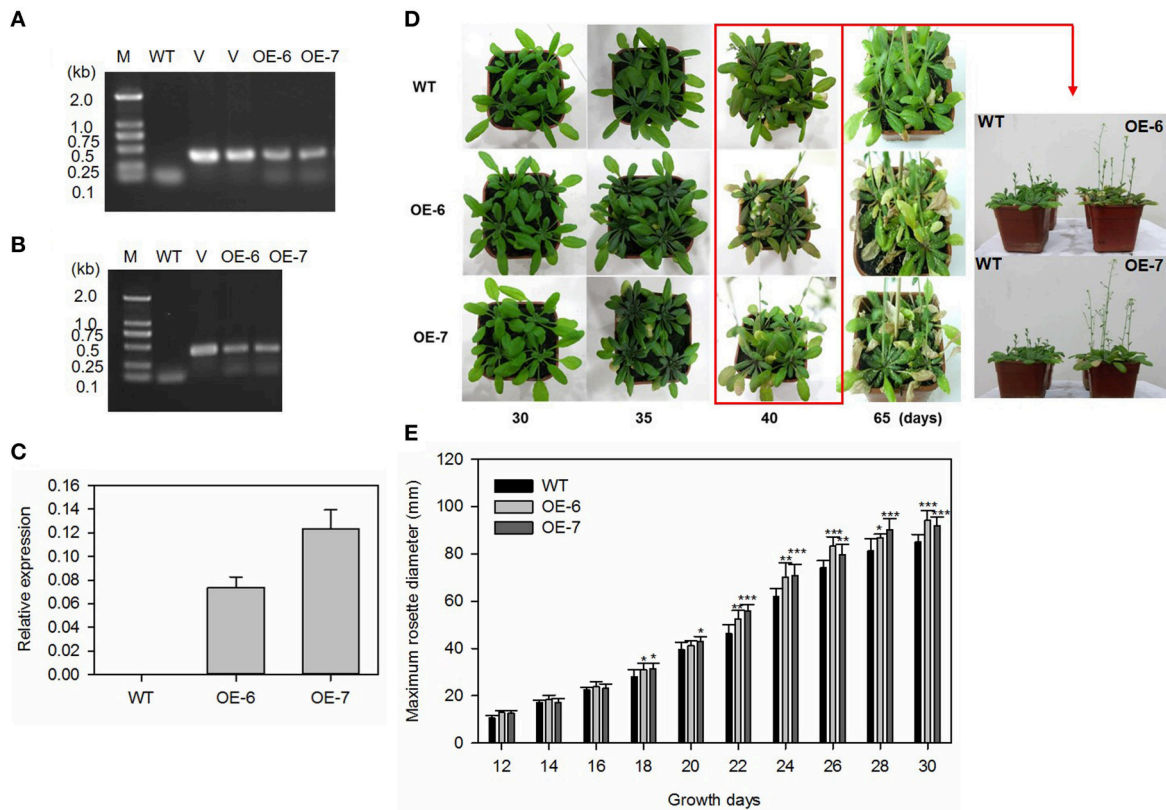 A
M WT V V OE-6 OE-7
(kb)
2.0
1.0
0.75
0.5
0.25
0.1
B
M WT V OE-6 OE-7
(kb)
2.0
1.0
0.75
0.5
0.25
0.1
C
Relative expression
0.16
0.14
0.12
0.10
0.08
0.06
0.04
0.02
0.00
WT OE-6 OE-7
D
WT
OE-6
OE-7
30 35 40 65 (days)
WT OE-6
WT OE-7
E
Maximum rosette diameter (mm)
120
100
80
60
40
20
0
WT
OE-6
OE-7
* *
*
** ***
** ***
*** **
* ***
*** ***
12 14 16 18 20 22 24 26 28 30
Growth days